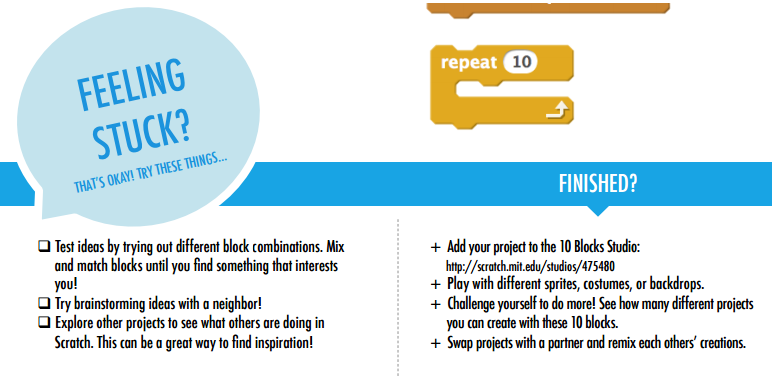 repeat 10
FEELING
STUCK?
THAT'S OKAY! TRY THESE THINGS...
❑ Test ideas by trying out different block combinations. Mix
and match blocks until you find something that interests
you!
❑ Try brainstorming ideas with a neighbor!
❑ Explore other projects to see what others are doing in
Scratch. This can be a great way to find inspiration!
FINISHED?
+ Add your project to the 10 Blocks Studio:
http://scratch.mit.edu/studios/475480
+ Play with different sprites, costumes, or backdrops.
+ Challenge yourself to do more! See how many different projects
you can create with these 10 blocks.
+ Swap projects with a partner and remix each others' creations.